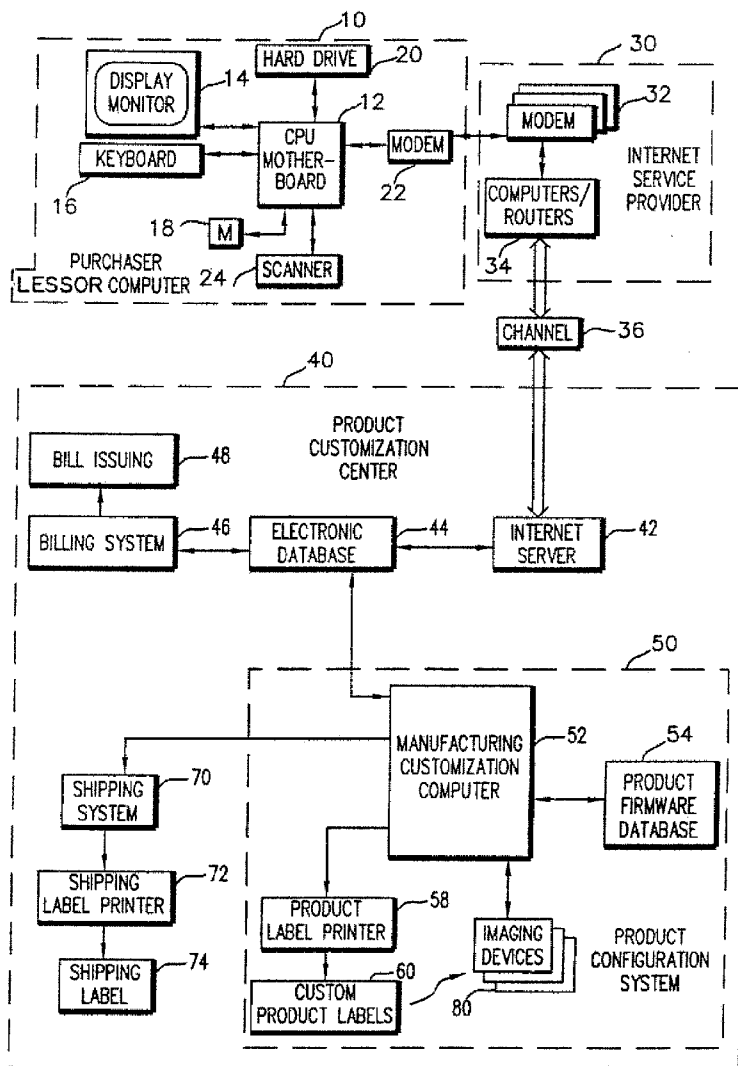 10
30
HARD DRIVE
20
DISPLAY
MONITOR
14
12
CPU
MOTHER-
BOARD
MODEM
22
MODEM
32
KEYBOARD
16
18
M
INTERNET
SERVICE
PROVIDER
COMPUTERS/
ROUTERS
34
PURCHASER
LESSOR COMPUTER
24
SCANNER
CHANNEL
36
40
PRODUCT
CUSTOMIZATION
CENTER
BILL ISSUING
48
BILLING SYSTEM
46
ELECTRONIC
DATABASE
44
INTERNET
SERVER
42
50
MANUFACTURING
CUSTOMIZATION
COMPUTER
52
54
PRODUCT
FIRMWARE
DATABASE
SHIPPING
SYSTEM
70
SHIPPING
LABEL PRINTER
72
SHIPPING
LABEL
74
PRODUCT
LABEL PRINTER
58
60
CUSTOM
PRODUCT LABELS
IMAGING
DEVICES
80
PRODUCT
CONFIGURATION
SYSTEM